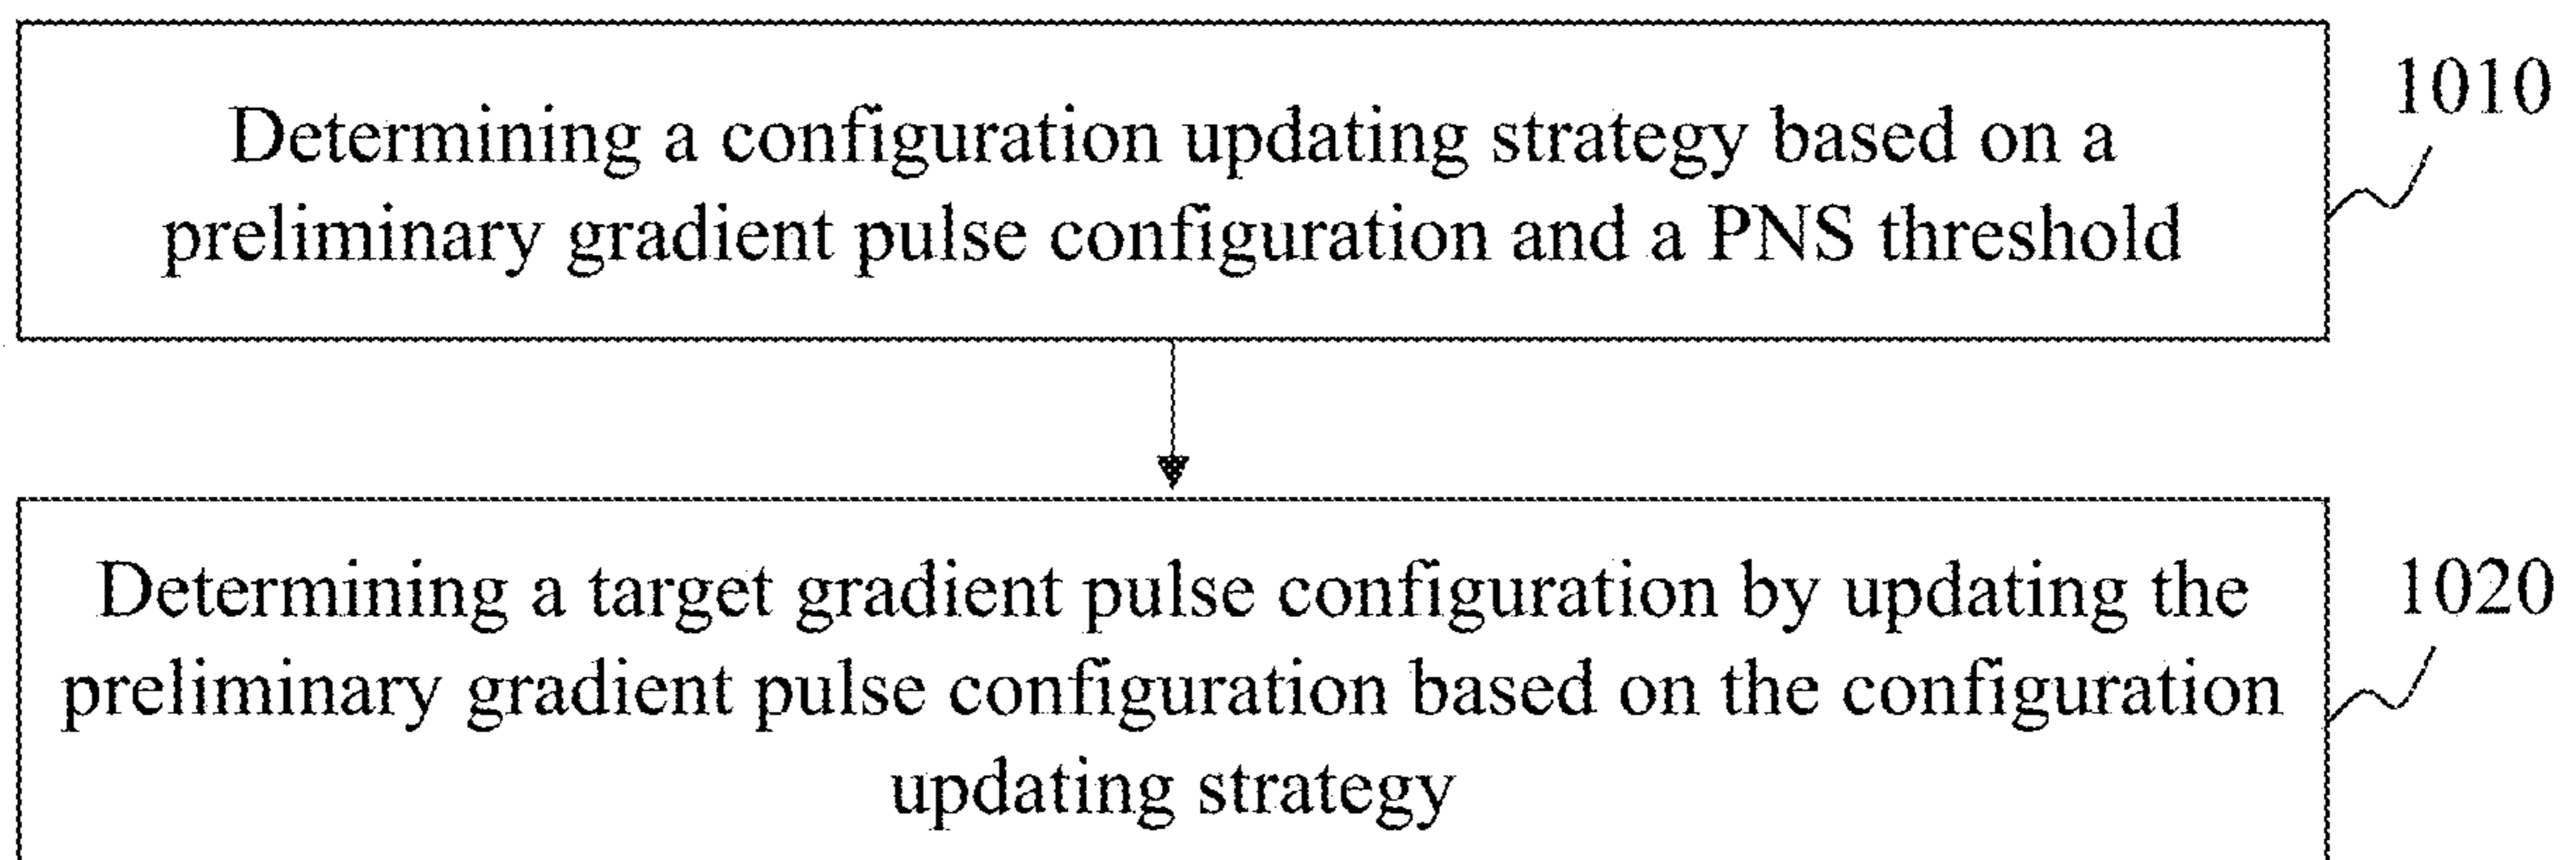 Determining a configuration updating strategy based on a
preliminary gradient pulse configuration and a PNS threshold
1010
Determining a target gradient pulse configuration by updating the
preliminary gradient pulse configuration based on the configuration
updating strategy
1020